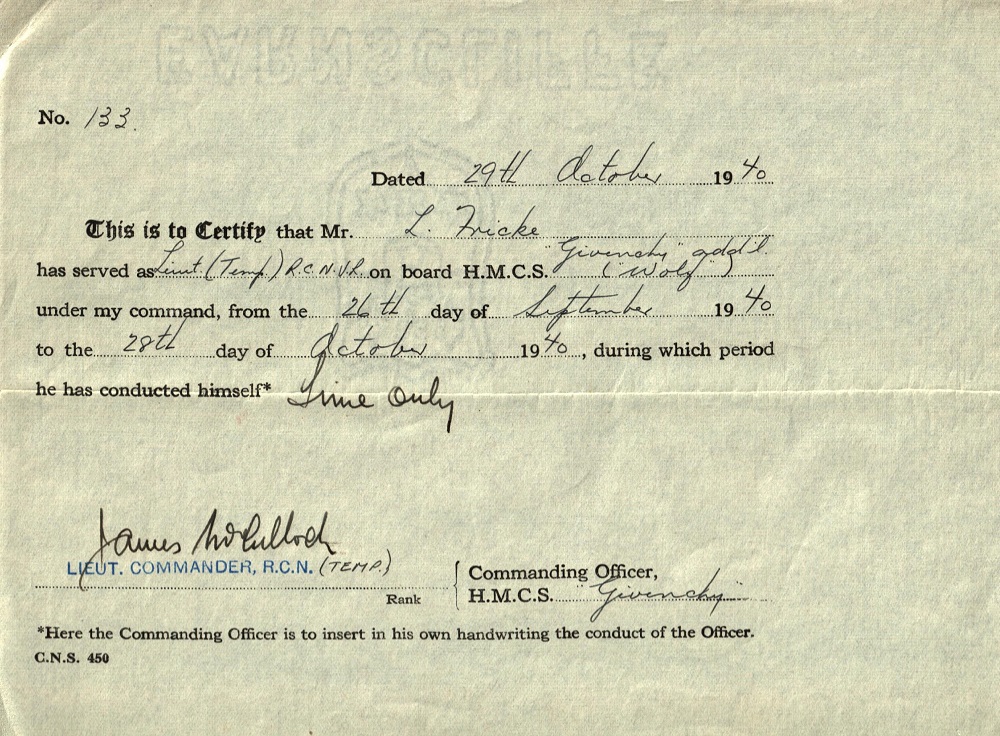 No. 133.
Dated 29th October 1940
This is to Certify that Mr. L. Fricke
has served as Lieut (Temp.) R.C.N.V.R. on board H.M.C.S. "Givenchy" add'l. (Wolf)
under my command, from the 26th day of September 1940
to the 28th day of October 1940, during which period
he has conducted himself* Time Only
James McCulloch
LIEUT. COMMANDER, R.C.N. (TEMP.)
Rank
Commanding Officer,
H.M.C.S. "Givenchy"
*Here the Commanding Officer is to insert in his own handwriting the conduct of the Officer.
C.N.S. 450